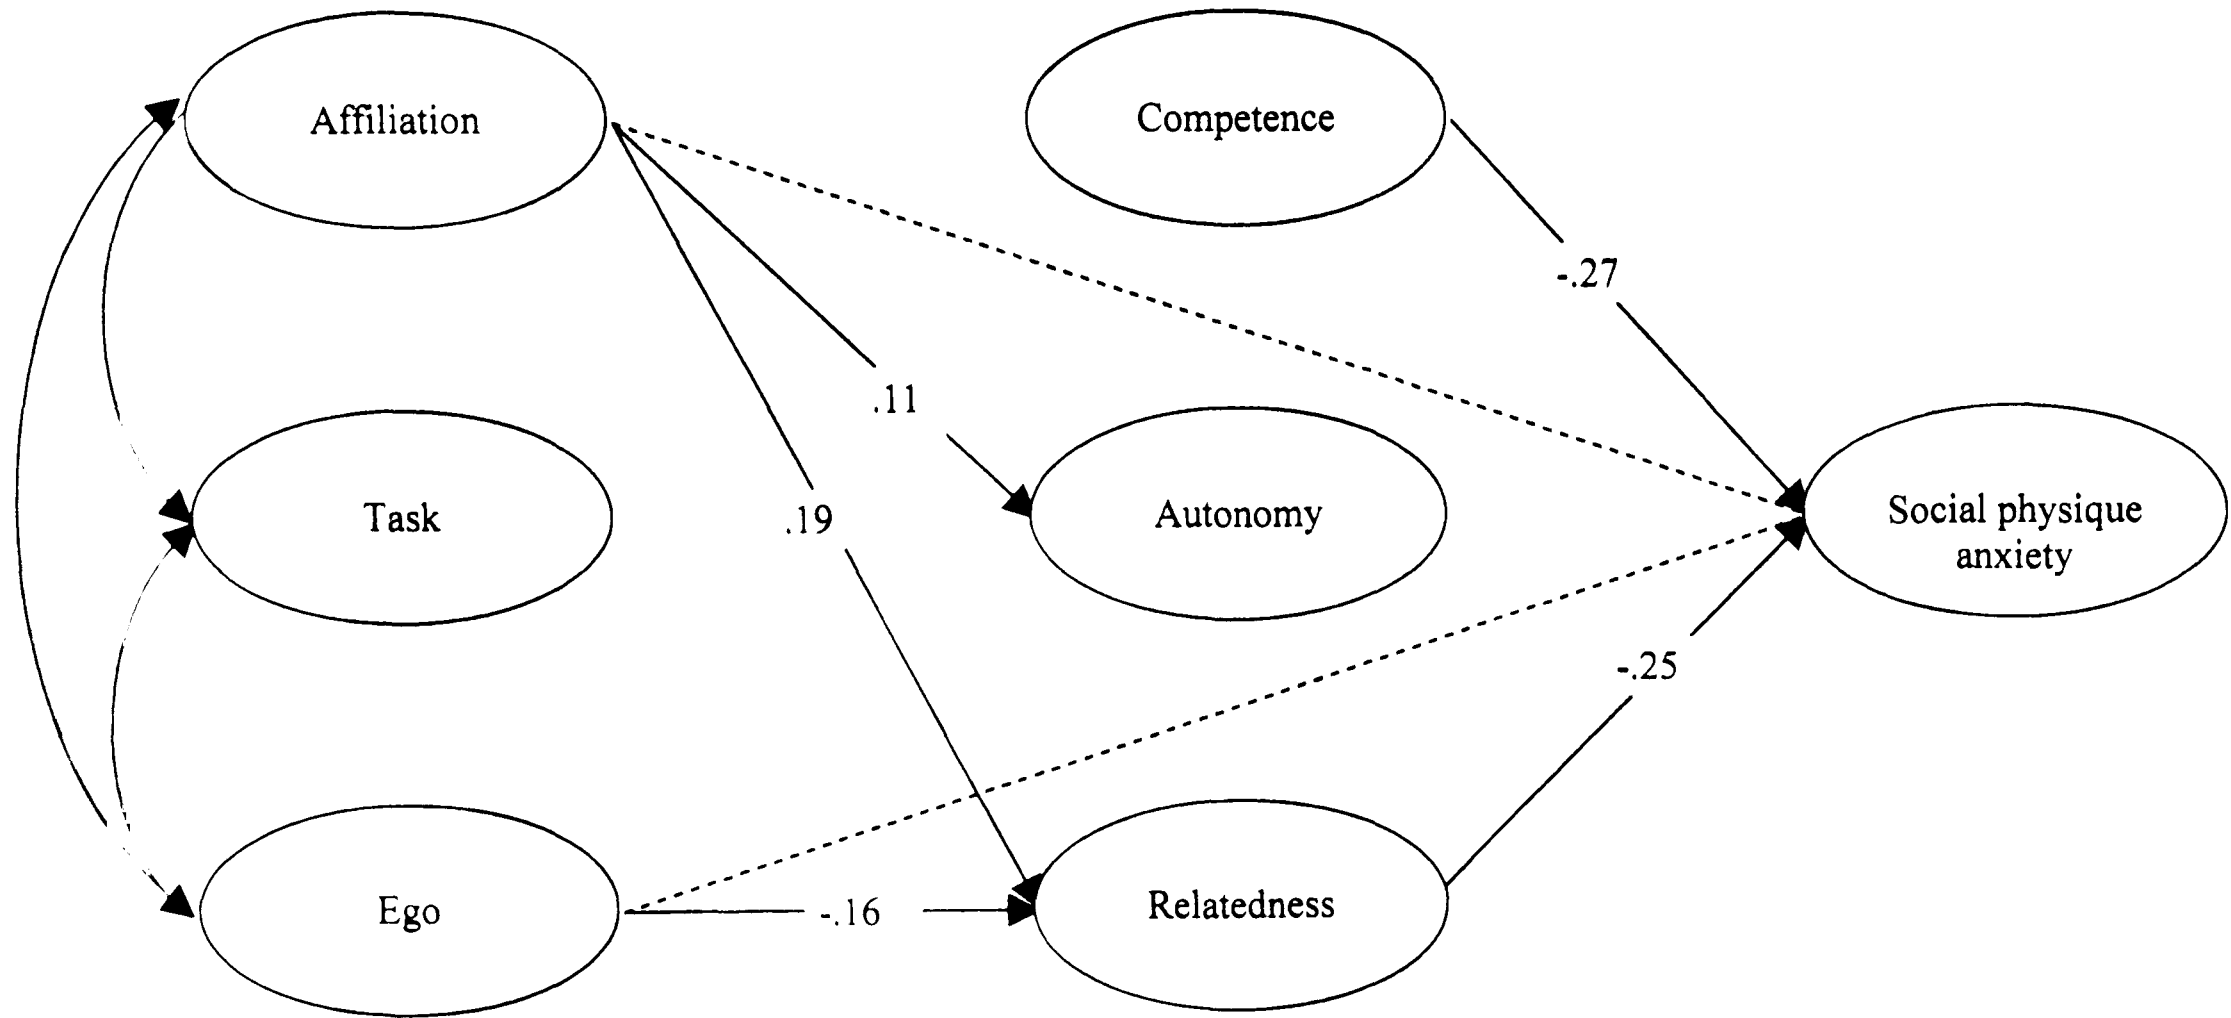 Affiliation
Competence
-.27
.11
Task
.19
Autonomy
Social physique
anxiety
-.25
Ego
-.16
Relatedness